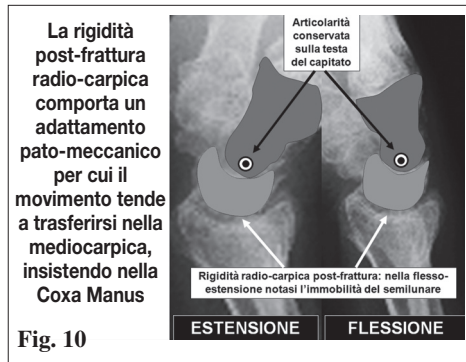 La rigidità
post-frattura
radio-carpica
comporta un
adattamento
pato-meccanico
per cui il
movimento tende
a trasferirsi nella
mediocarpica,
insistendo nella
Coxa Manus
Fig. 10
Articolarità
conservata
sulla testa
del capitato
Rigidità radio-carpica post-frattura: nella flesso-
estensione notasi l'immobilità del semilunare
ESTENSIONE
FLESSIONE